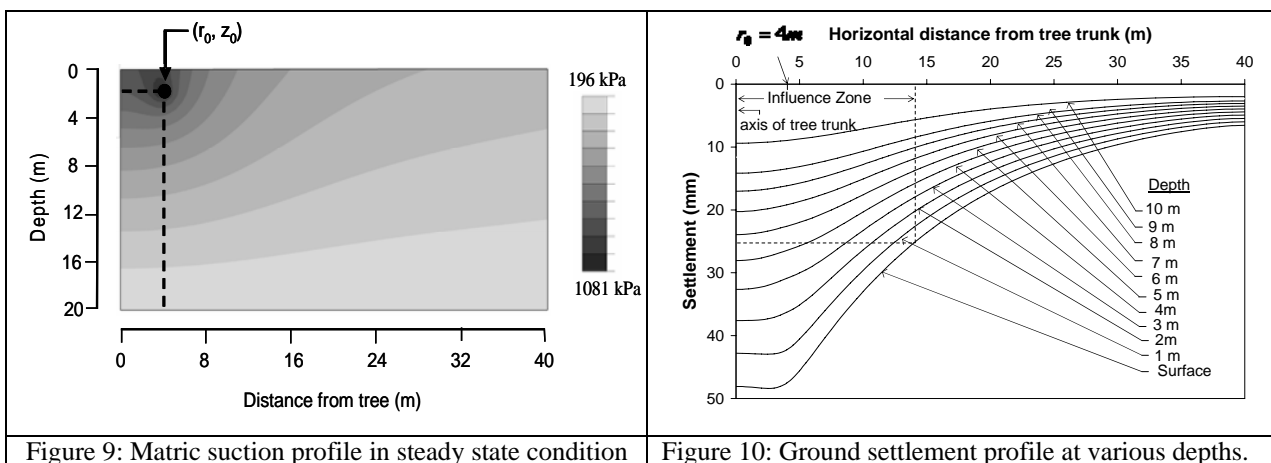 (r0, z0)
0
4
8
12
16
20
Depth (m)
196 kPa
1081 kPa
0 8 16 24 32 40
Distance from tree (m)
Figure 9: Matric suction profile in steady state condition
r0 = 4m Horizontal distance from tree trunk (m)
0 5 10 15 20 25 30 35 40
0
10
20
30
40
50
Settlement (mm)
Influence Zone
axis of tree trunk
Depth
10 m
9 m
8 m
7 m
6 m
5 m
4m
3 m
2m
1 m
Surface
Figure 10: Ground settlement profile at various depths.